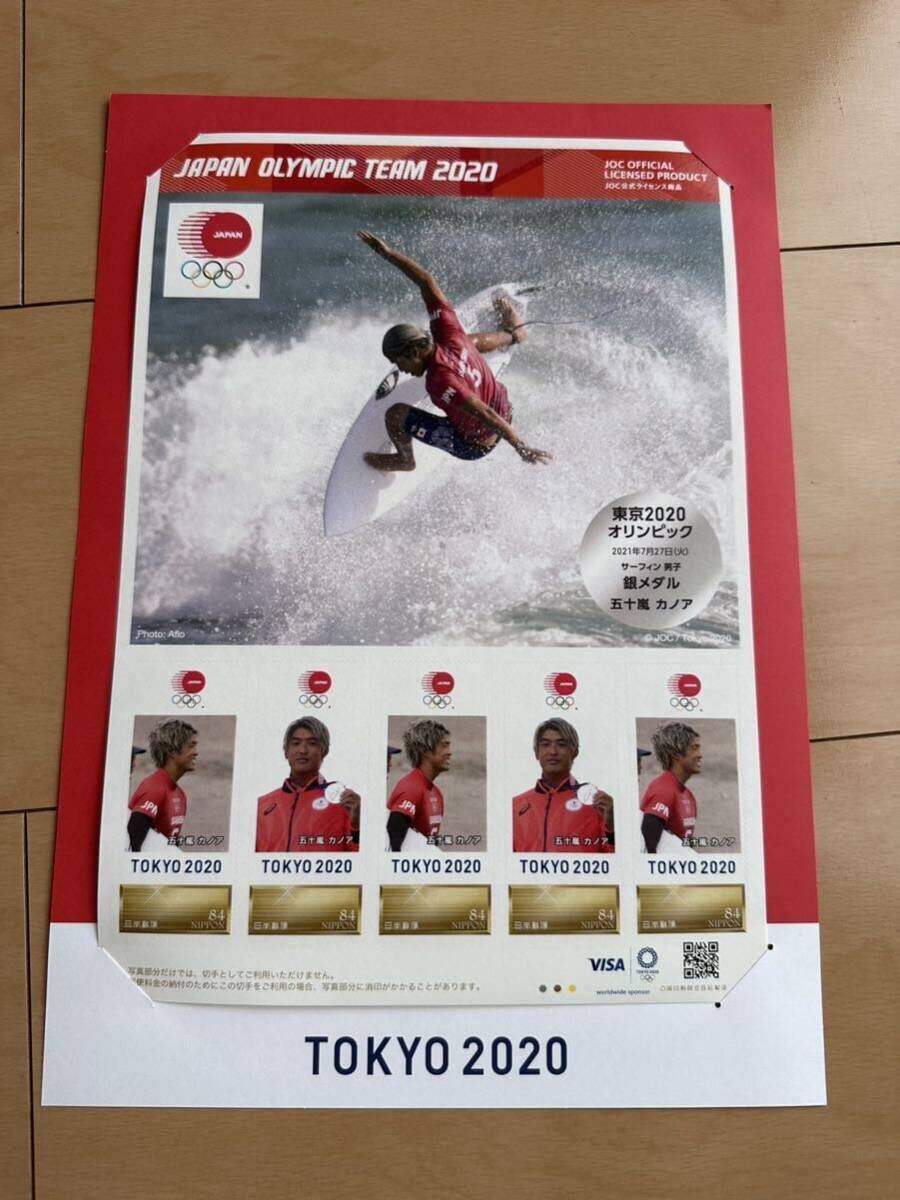 JAPAN OLYMPIC TEAM 2020
JOC OFFICIAL
LICENSED PRODUCT
JOC公式ライセンス商品
JAPAN
JPN
5
東京2020
オリンピック
2021年7月27日(火)
サーフィン 男子
銀メダル
五十嵐 カノア
Photo: Aflo
© JOC / Tokyo 2020
JAPAN
JAPAN
JAPAN
JAPAN
JAPAN
JPN
五十嵐 カノア
五十嵐 カノア
JPN
五十嵐 カノア
五十嵐 カノア
JPN
五十嵐 カノア
TOKYO 2020
TOKYO 2020
TOKYO 2020
TOKYO 2020
TOKYO 2020
日本郵便 84 NIPPON
日本郵便 84 NIPPON
日本郵便 84 NIPPON
日本郵便 84 NIPPON
日本郵便 84 NIPPON
写真部分だけでは、切手としてご利用いただけません。
便料金の納付のためにこの切手をご利用の場合、写真部分に消印がかかることがあります。
VISA
TOKYO 2020
worldwide sponsor
TOKYO 2020